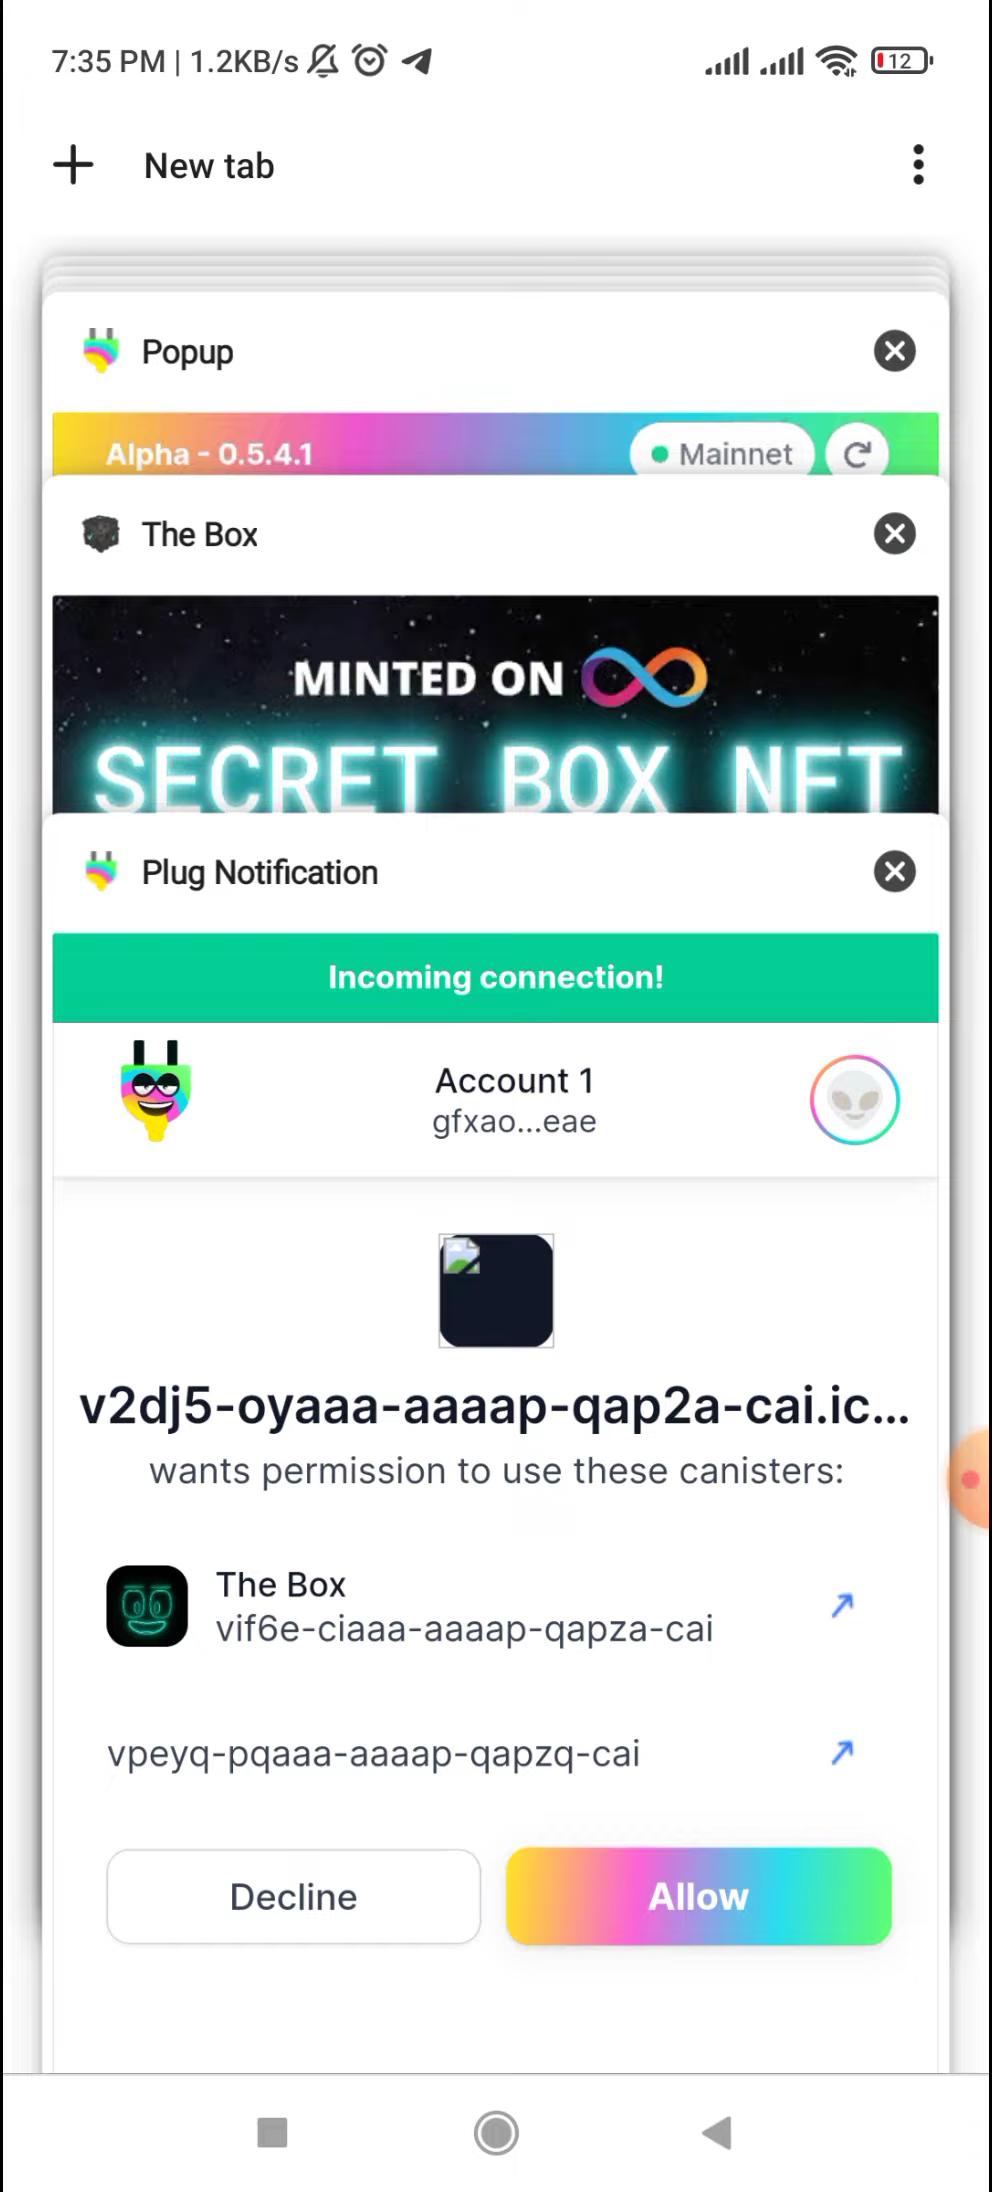 7:35 PM | 1.2KB/s
12
New tab
Popup
Alpha - 0.5.4.1
Mainnet
The Box
MINTED ON
SECRET BOX NFT
Plug Notification
Incoming connection!
Account 1
gfxao...eae
v2dj5-oyaaa-aaaap-qap2a-cai.ic...
wants permission to use these canisters:
The Box
vif6e-ciaaa-aaaap-qapza-cai
vpeyq-pqaaa-aaaap-qapzq-cai
Decline
Allow